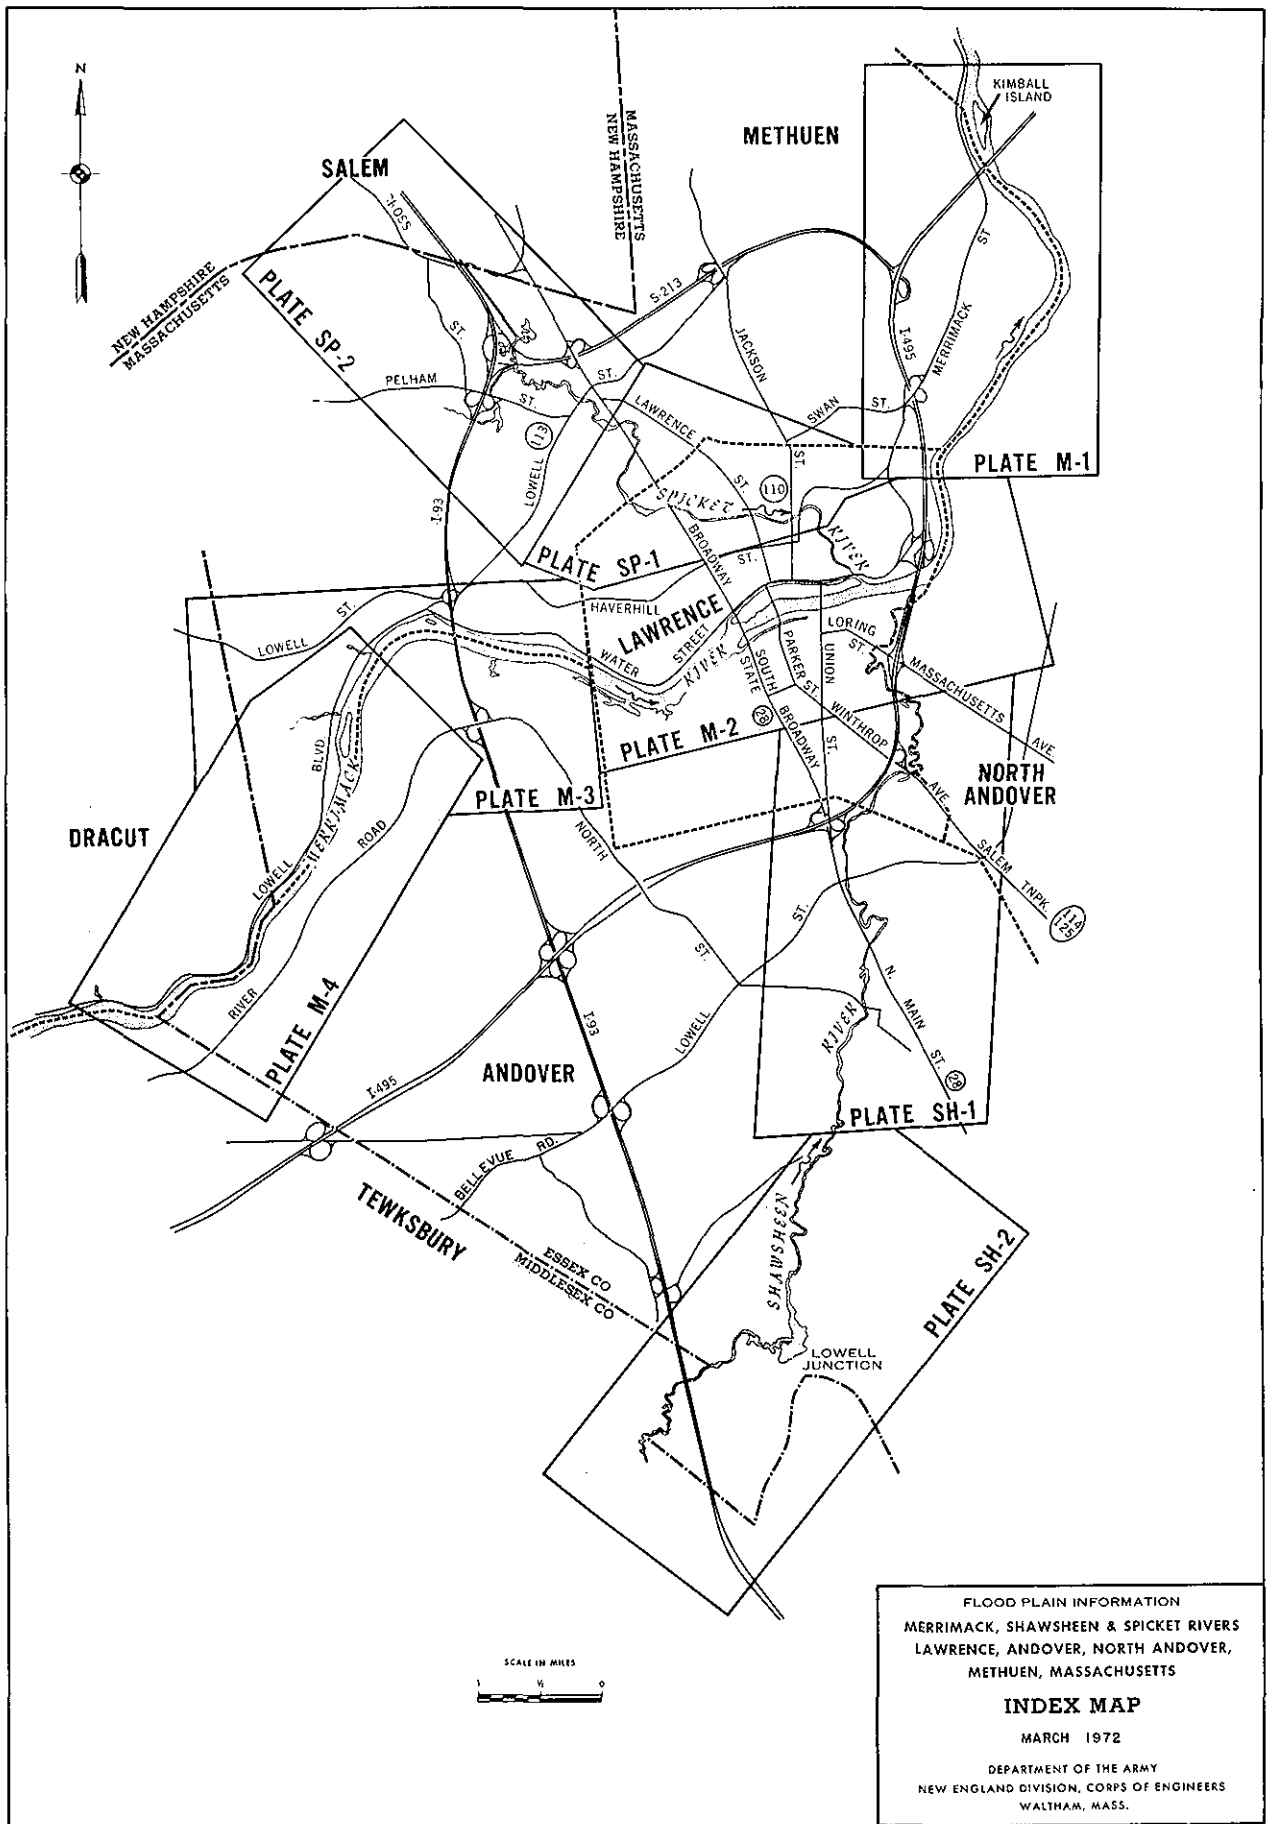 N
SALEM
MASSACHUSETTS
NEW HAMPSHIRE
METHUEN
KIMBALL
ISLAND
NEW HAMPSHIRE
MASSACHUSETTS
PLATE SP-2
ST.
S-213
JACKSON
ST.
I-495
MERRIMACK
ST
PELHAM
ST.
ST.
LAWRENCE
ST.
SWAN ST.
113
LOWELL
110
PLATE M-1
I-93
SPICKET
RIVER
BROADWAY
ST.
PLATE SP-1
HAVERHILL
LAWRENCE
LOWELL
ST.
WATER
STREET
RIVER
SOUTH
STATE
PARKER ST.
UNION
ST.
LORING
ST.
MASSACHUSETTS
AVE.
28
BROADWAY
WINTHROP
AVE.
PLATE M-2
PLATE M-3
NORTH
ANDOVER
DRACUT
BLVD.
LOWELL
MERRIMACK
ROAD
RIVER
NORTH
ST.
SALEM TNPK.
114
125
ST.
LOWELL
N. MAIN ST.
28
PLATE M-4
I-495
I-93
ANDOVER
RIVER
PLATE SH-1
BELLEVUE RD.
TEWKSBURY
ESSEX CO
MIDDLESEX CO
SHAWSHEEN
PLATE SH-2
LOWELL
JUNCTION
SCALE IN MILES
1 ½ 0
FLOOD PLAIN INFORMATION
MERRIMACK, SHAWSHEEN & SPICKET RIVERS
LAWRENCE, ANDOVER, NORTH ANDOVER,
METHUEN, MASSACHUSETTS
INDEX MAP
MARCH 1972
DEPARTMENT OF THE ARMY
NEW ENGLAND DIVISION, CORPS OF ENGINEERS
WALTHAM, MASS.